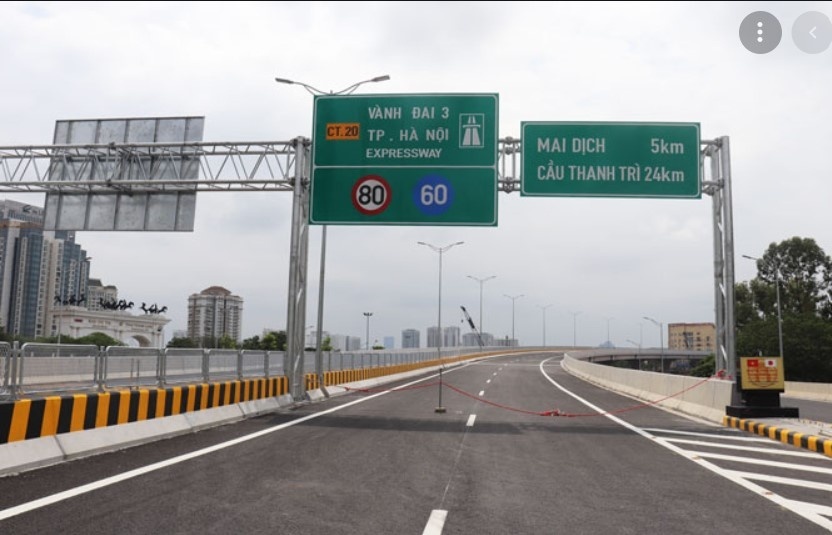 VÀNH ĐAI 3
CT.20
TP. HÀ NỘI
EXPRESSWAY
80
60
MAI DỊCH 5km
CẦU THANH TRÌ 24km